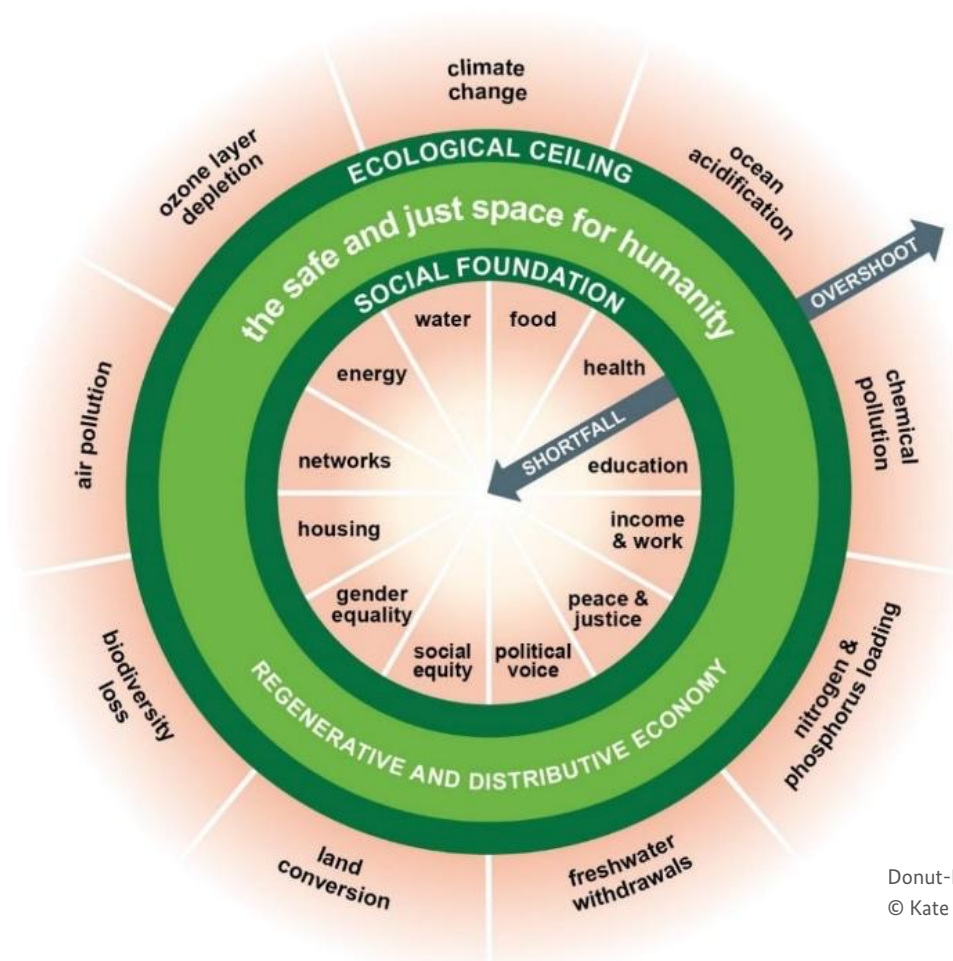 climate
change
ocean
acidification
chemical
pollution
nitrogen &
phosphorus loading
freshwater
withdrawals
land
conversion
biodiversity
loss
air pollution
ozone layer
depletion
OVERSHOOT
ECOLOGICAL CEILING
the safe and just space for humanity
SOCIAL FOUNDATION
water
food
health
SHORTFALL
education
income
& work
peace &
justice
political
voice
social
equity
gender
equality
housing
networks
energy
REGENERATIVE AND DISTRIBUTIVE ECONOMY
Donut-
© Kate